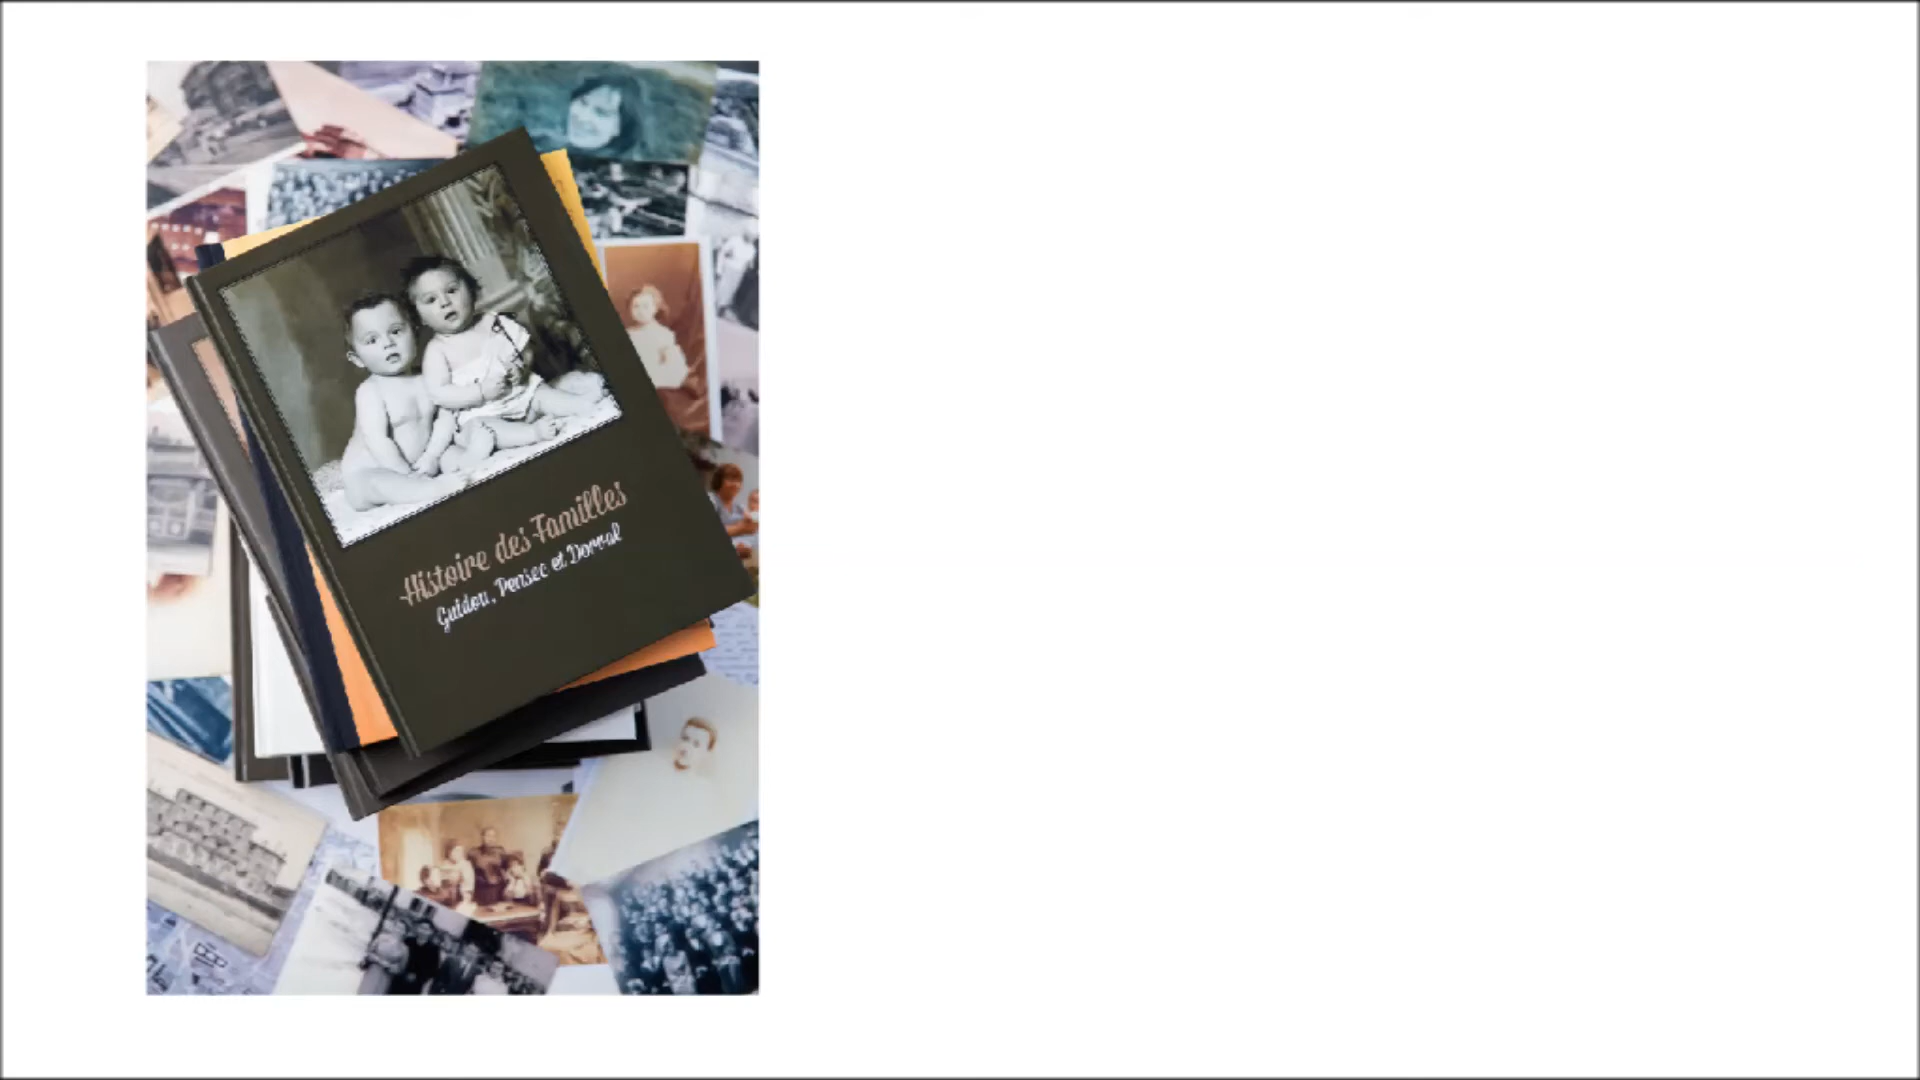 Histoire des Familles
Guidou, Pensec et Dorval